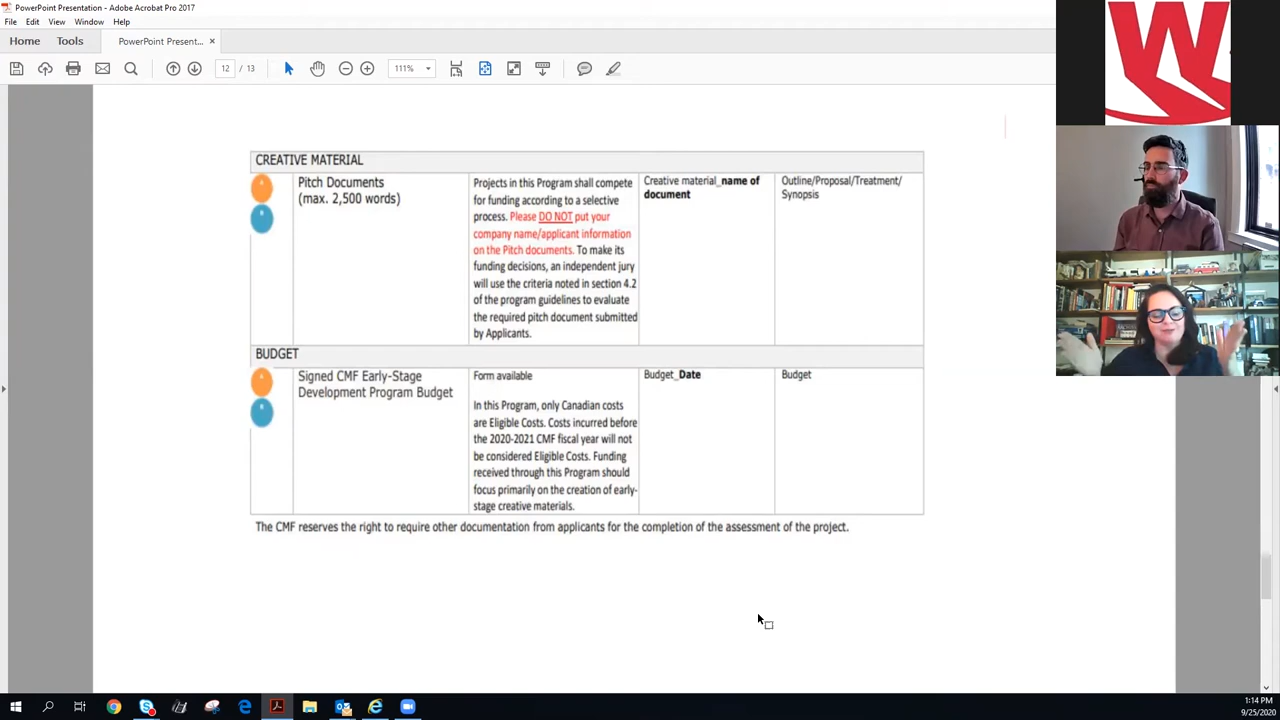 PowerPoint Presentation - Adobe Acrobat Pro 2017
File Edit View Window Help
Home Tools PowerPoint Present... ×
12 / 13 111%
CREATIVE MATERIAL
Pitch Documents
(max. 2,500 words)
Projects in this Program shall compete
for funding according to a selective
process. Please DO NOT put your
company name/applicant information
on the Pitch documents. To make its
funding decisions, an independent jury
will use the criteria noted in section 4.2
of the program guidelines to evaluate
the required pitch document submitted
by Applicants.
Creative material_name of
document
Outline/Proposal/Treatment/
Synopsis
BUDGET
Signed CMF Early-Stage
Development Program Budget
Form available
In this Program, only Canadian costs
are Eligible Costs. Costs incurred before
the 2020-2021 CMF fiscal year will not
be considered Eligible Costs. Funding
received through this Program should
focus primarily on the creation of early-
stage creative materials.
Budget_Date
Budget
The CMF reserves the right to require other documentation from applicants for the completion of the assessment of the project.
W
1:14 PM
9/25/2020